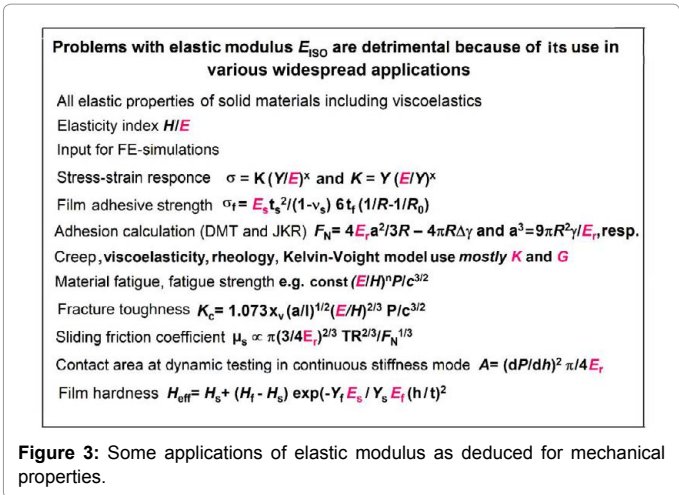 Problems with elastic modulus E_ISO are detrimental because of its use in
various widespread applications
All elastic properties of solid materials including viscoelastics
Elasticity index H/E
Input for FE-simulations
Stress-strain responce σ = K (Y/E)^x and K = Y (E/Y)^x
Film adhesive strength σ_f = E_s t_s^2/(1-ν_s) 6t_f (1/R-1/R_0)
Adhesion calculation (DMT and JKR) F_N = 4E_r a^2/3R – 4πRΔγ and a^3=9πR^2γ/E_r, resp.
Creep, viscoelasticity, rheology, Kelvin-Voight model use mostly K and G
Material fatigue, fatigue strength e.g. const (E/H)^n P/c^3/2
Fracture toughness K_c = 1.073x_v (a/l)^1/2 (E/H)^2/3 P/c^3/2
Sliding friction coefficient μ_s ∝ π(3/4E_r)^2/3 TR^2/3/F_N^1/3
Contact area at dynamic testing in continuous stiffness mode A= (dP/dh)^2 π/4E_r
Film hardness H_eff= H_s+ (H_f - H_s) exp(-Y_f E_s / Y_s E_f (h/t)^2
Figure 3: Some applications of elastic modulus as deduced for mechanical
properties.